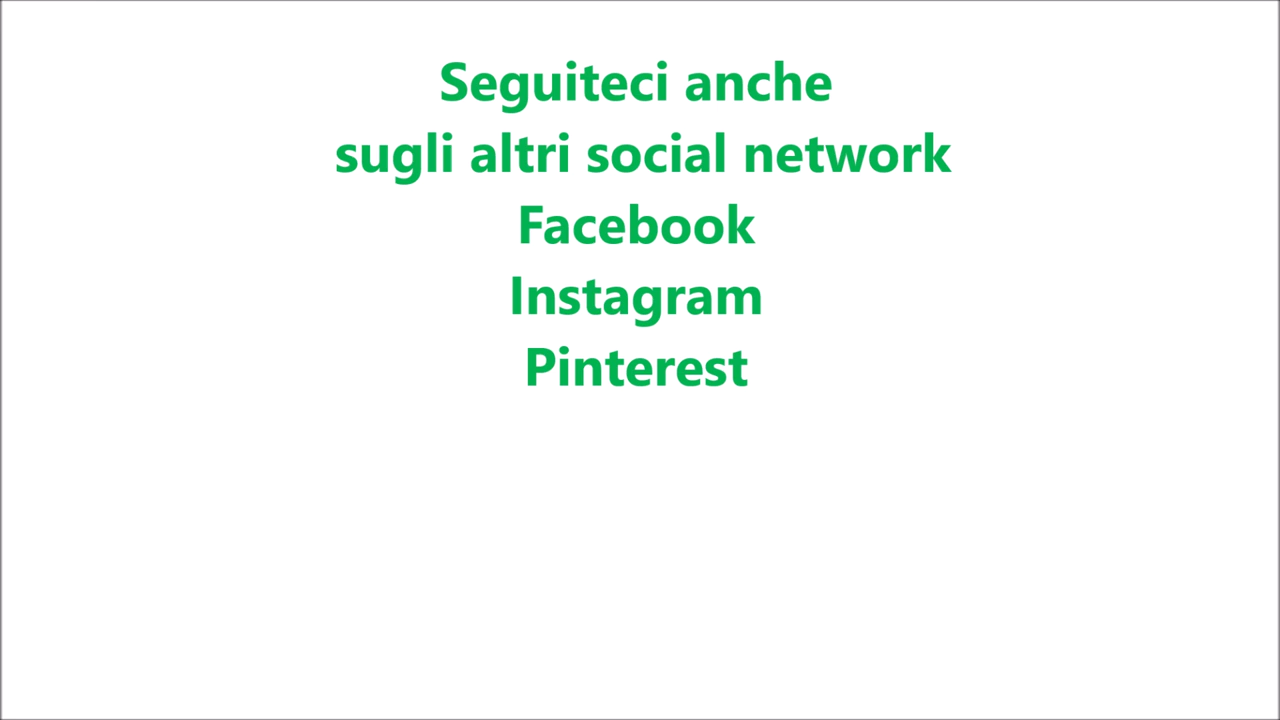 Seguiteci anche
sugli altri social network
Facebook
Instagram
Pinterest